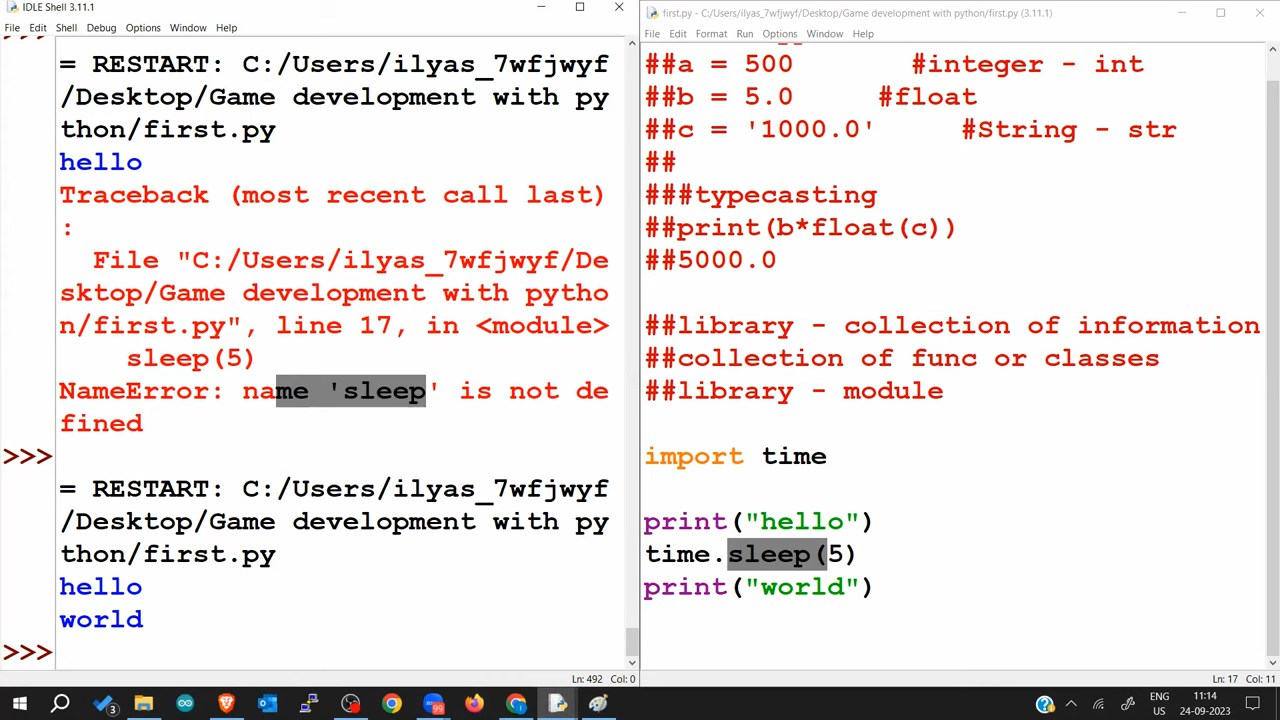 IDLE Shell 3.11.1
File Edit Shell Debug Options Window Help
>>>
= RESTART: C:/Users/ilyas_7wfjwyf
/Desktop/Game development with py
thon/first.py
hello
Traceback (most recent call last)
:
File "C:/Users/ilyas_7wfjwyf/De
sktop/Game development with pytho
n/first.py", line 17, in <module>
sleep(5)
NameError: name 'sleep' is not de
fined
>>>
= RESTART: C:/Users/ilyas_7wfjwyf
/Desktop/Game development with py
thon/first.py
hello
world
>>>
Ln: 492 Col: 0
first.py - C:/Users/ilyas_7wfjwyf/Desktop/Game development with python/first.py (3.11.1)
File Edit Format Run Options Window Help
##a = 500 #integer - int
##b = 5.0 #float
##c = '1000.0' #String - str
##
###typecasting
##print(b*float(c))
##5000.0
##library - collection of information
##collection of func or classes
##library - module
import time
print("hello")
time.sleep(5)
print("world")
Ln: 17 Col: 11
3
99
ENG
US
11:14
24-09-2023